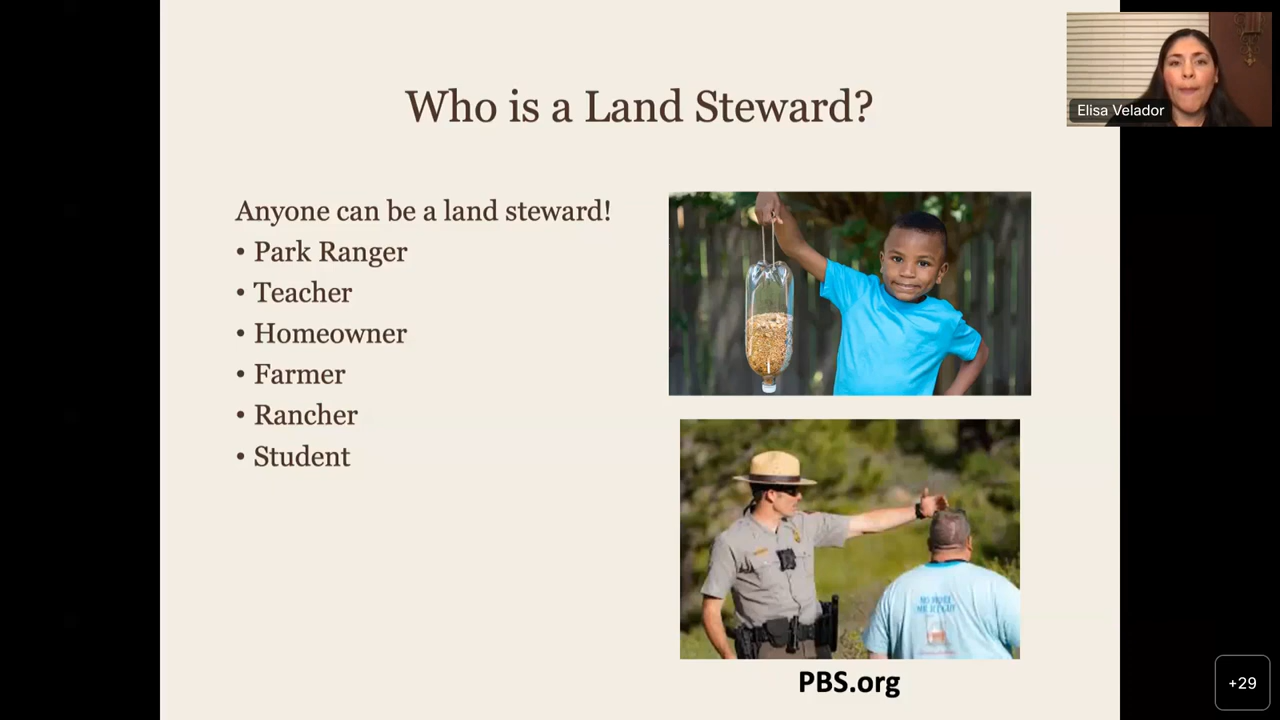 Who is a Land Steward?
Elisa Velador
Anyone can be a land steward!
• Park Ranger
• Teacher
• Homeowner
• Farmer
• Rancher
• Student
PBS.org
+29